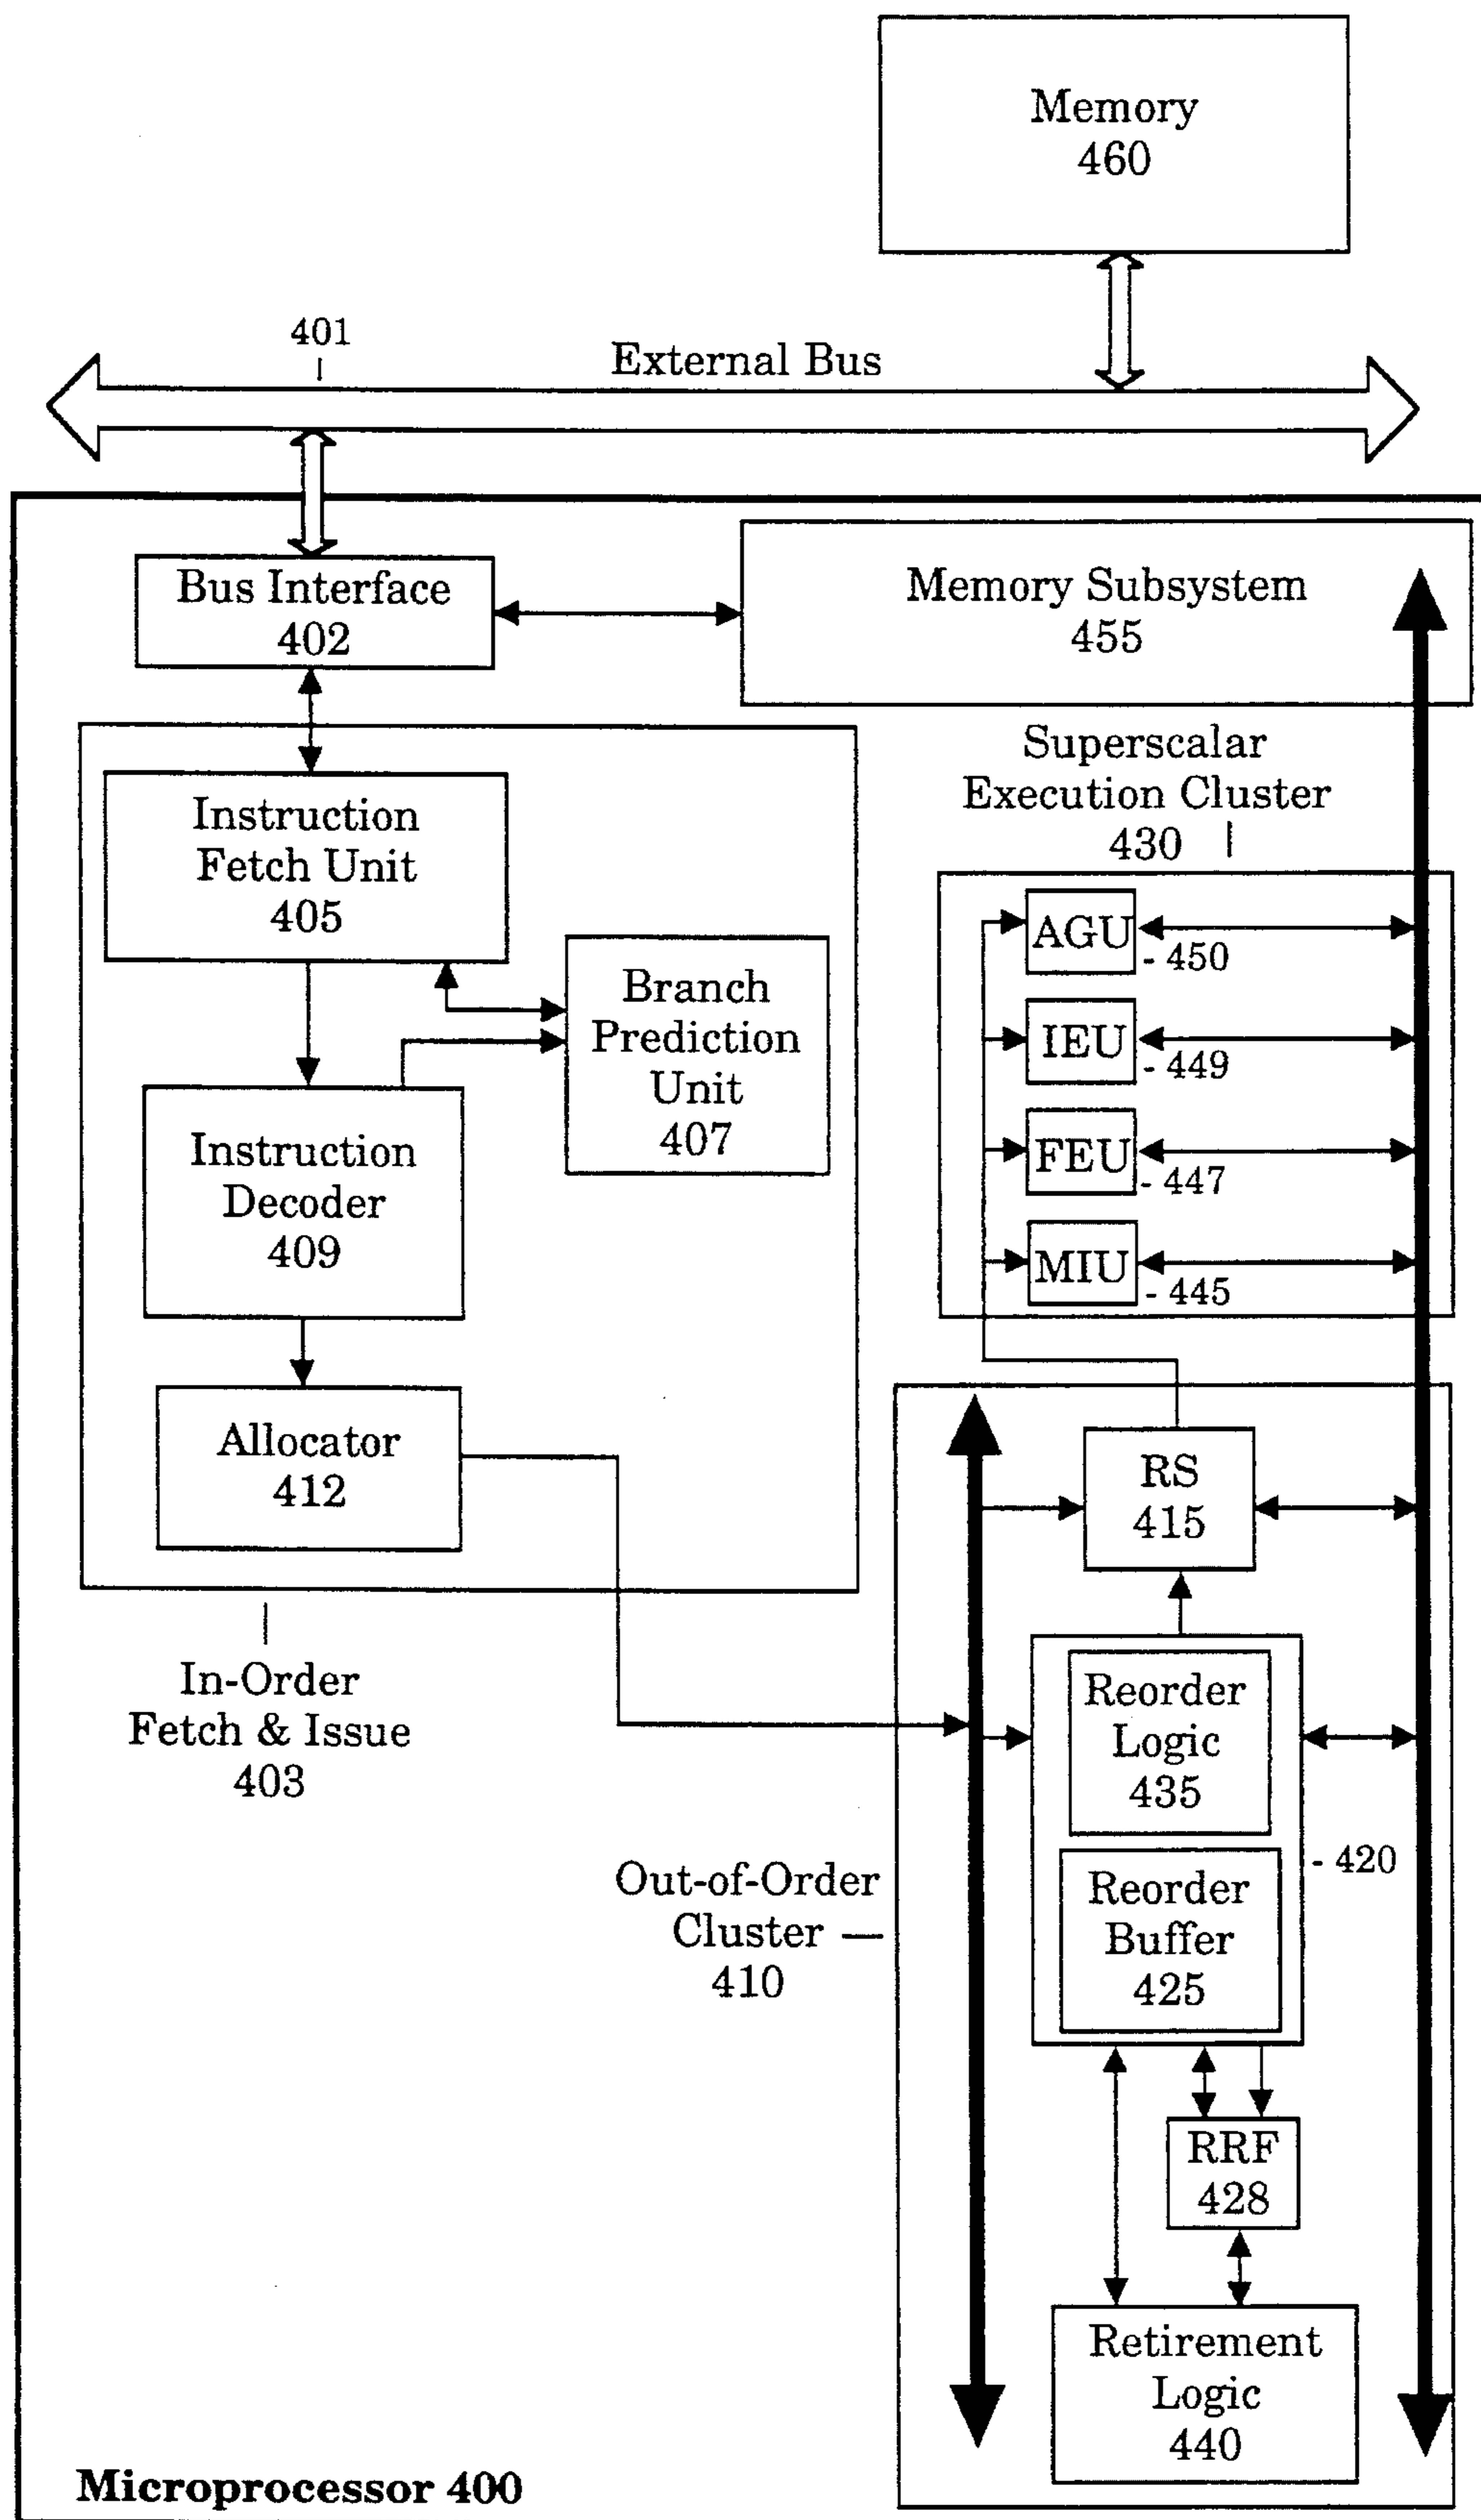 Memory
460
401
External Bus
Bus Interface
402
Memory Subsystem
455
Superscalar
Execution Cluster
430
Instruction
Fetch Unit
405
Branch
Prediction
Unit
407
Instruction
Decoder
409
Allocator
412
In-Order
Fetch & Issue
403
AGU
- 450
IEU
- 449
FEU
- 447
MIU
- 445
RS
415
Reorder
Logic
435
- 420
Reorder
Buffer
425
Out-of-Order
Cluster
410
RRF
428
Retirement
Logic
440
Microprocessor 400